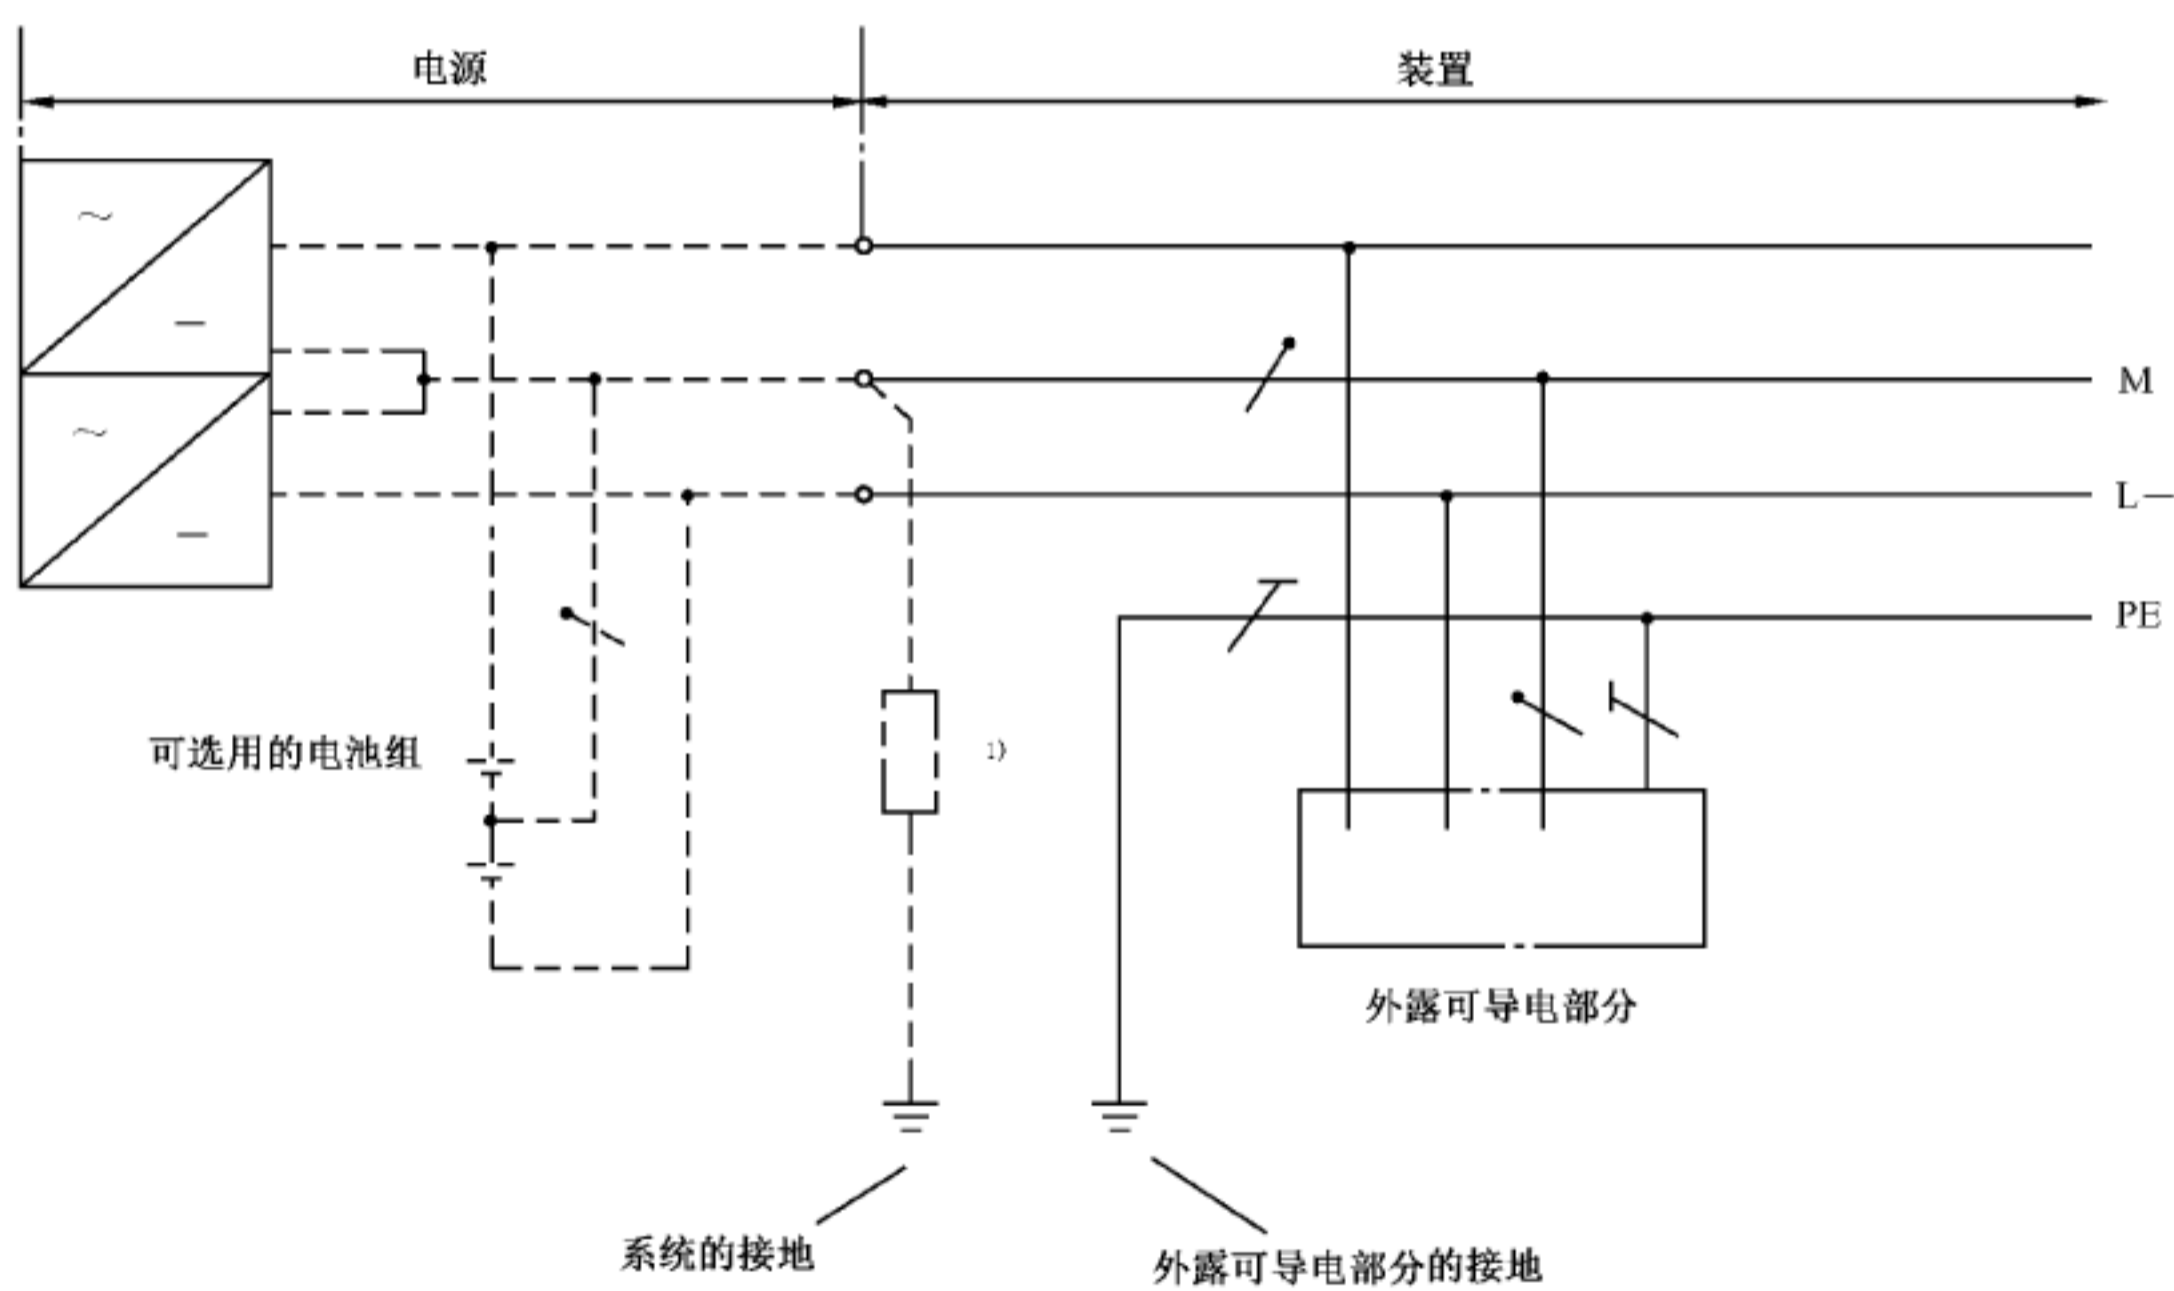 电源
装置
~
—
M
~
L—
—
PE
可选用的电池组
1)
外露可导电部分
系统的接地
外露可导电部分的接地